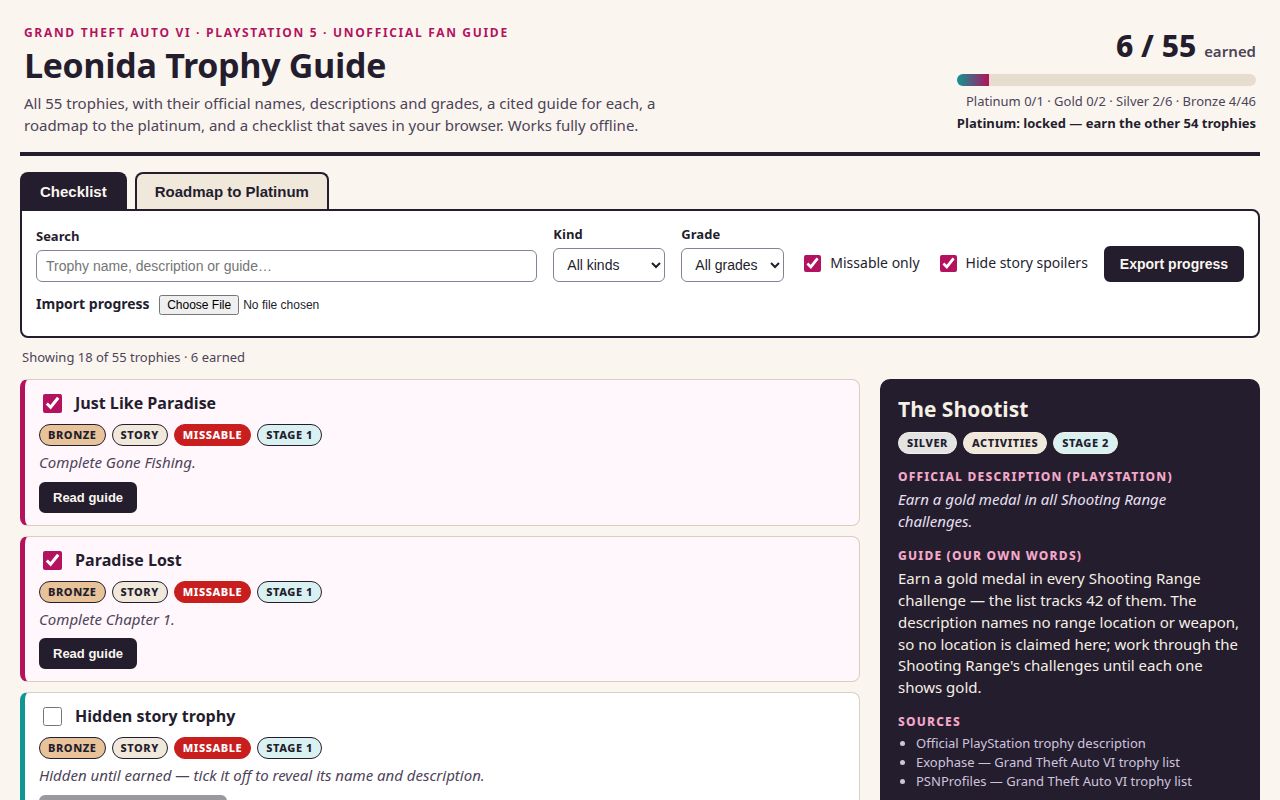 GRAND THEFT AUTO VI · PLAYSTATION 5 · UNOFFICIAL FAN GUIDE
Leonida Trophy Guide
All 55 trophies, with their official names, descriptions and grades, a cited guide for each, a
roadmap to the platinum, and a checklist that saves in your browser. Works fully offline.
6 / 55 earned
Platinum 0/1 · Gold 0/2 · Silver 2/6 · Bronze 4/46
Platinum: locked — earn the other 54 trophies
Checklist
Roadmap to Platinum
Search
Trophy name, description or guide…
Kind
All kinds
Grade
All grades
Missable only
Hide story spoilers
Export progress
Import progress
Choose File No file chosen
Showing 18 of 55 trophies · 6 earned
Just Like Paradise
BRONZE STORY MISSABLE STAGE 1
Complete Gone Fishing.
Read guide
Paradise Lost
BRONZE STORY MISSABLE STAGE 1
Complete Chapter 1.
Read guide
Hidden story trophy
BRONZE STORY MISSABLE STAGE 1
Hidden until earned — tick it off to reveal its name and description.
The Shootist
SILVER ACTIVITIES STAGE 2
OFFICIAL DESCRIPTION (PLAYSTATION)
Earn a gold medal in all Shooting Range
challenges.
GUIDE (OUR OWN WORDS)
Earn a gold medal in every Shooting Range
challenge — the list tracks 42 of them. The
description names no range location or weapon,
so no location is claimed here; work through the
Shooting Range's challenges until each one
shows gold.
SOURCES
Official PlayStation trophy description
Exophase — Grand Theft Auto VI trophy list
PSNProfiles — Grand Theft Auto VI trophy list